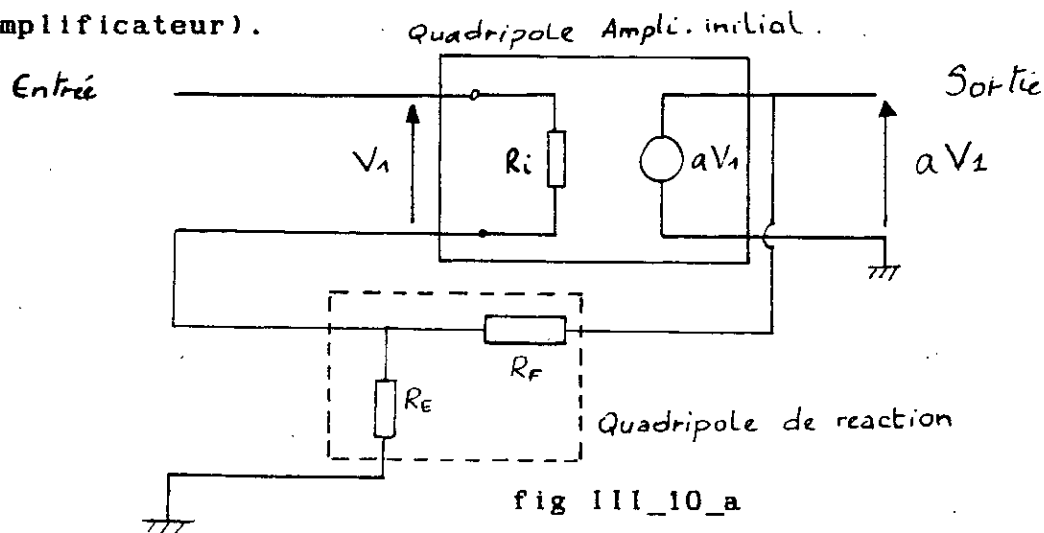 mplificateur).
Quadripole Ampli. initial.
Entrée
Sortie
V1
Ri
aV1
aV1
RF
RE
Quadripole de reaction
fig III_10_a